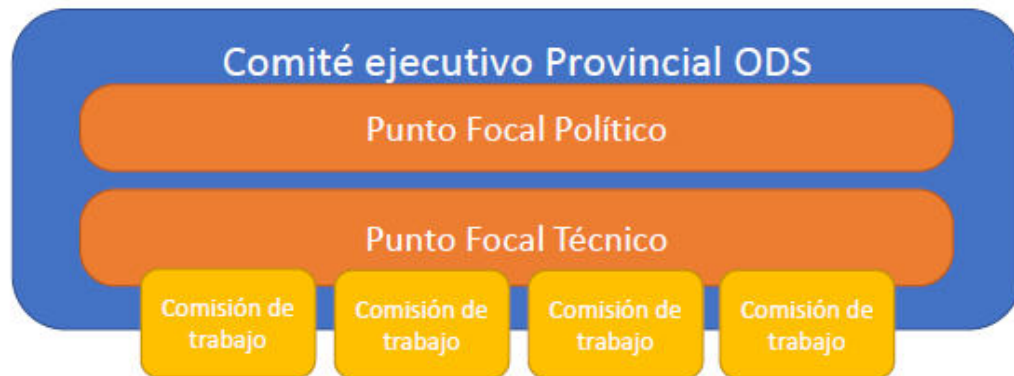 Comité ejecutivo Provincial ODS
Punto Focal Político
Punto Focal Técnico
Comisión de
trabajo
Comisión de
trabajo
Comisión de
trabajo
Comisión de
trabajo